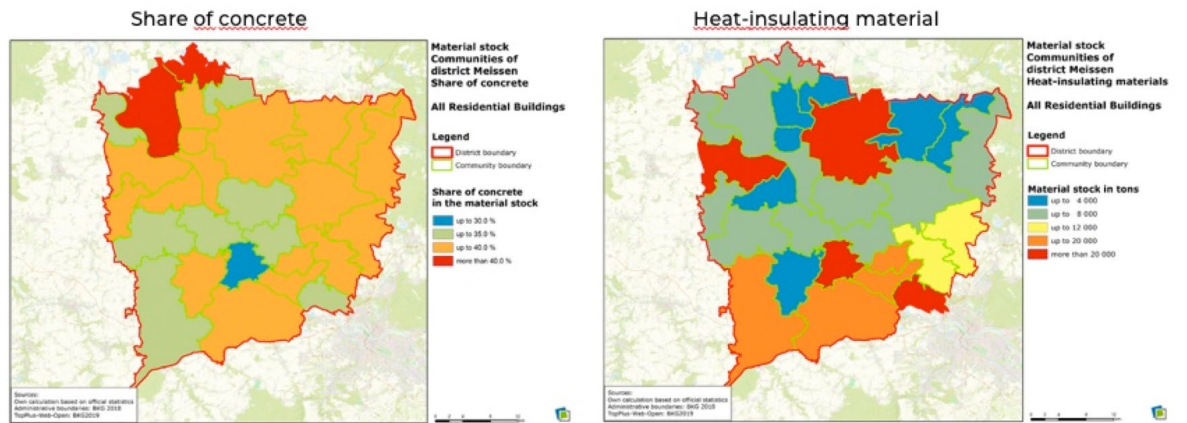 Share of concrete
Material stock
Communities of
district Meissen
Share of concrete
All Residential Buildings
Legend
District boundary
Community boundary
Share of concrete
in the material stock
up to 30.0 %
up to 35.0 %
up to 40.0 %
more than 40.0 %
Sources:
Own calculation based on official statistics
Administrative boundaries: BKG 2018
TopPlus-Web-Open: BKG2019
Heat-insulating material
Material stock
Communities of
district Meissen
Heat-insulating materials
All Residential Buildings
Legend
District boundary
Community boundary
Material stock in tons
up to 4 000
up to 8 000
up to 12 000
up to 20 000
more than 20 000
Sources:
Own calculation based on official statistics
Administrative boundaries: BKG 2018
TopPlus-Web-Open: BKG2019